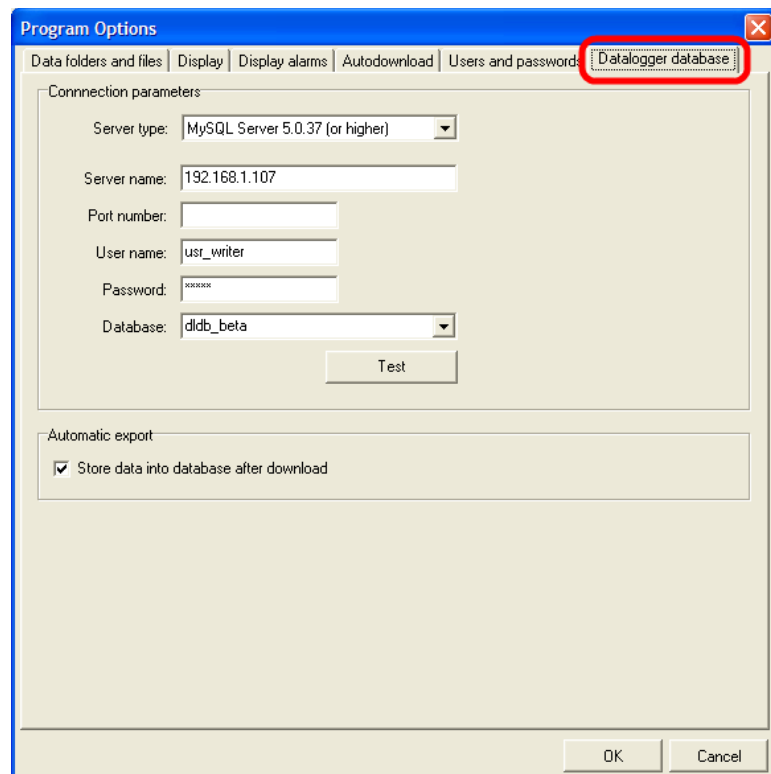 Program Options
Data folders and files Display Display alarms Autodownload Users and passwords Datalogger database
Connnection parameters
Server type: MySQL Server 5.0.37 (or higher)
Server name: 192.168.1.107
Port number:
User name: usr_writer
Password: xxxxx
Database: dldb_beta
Test
Automatic export
Store data into database after download
OK Cancel